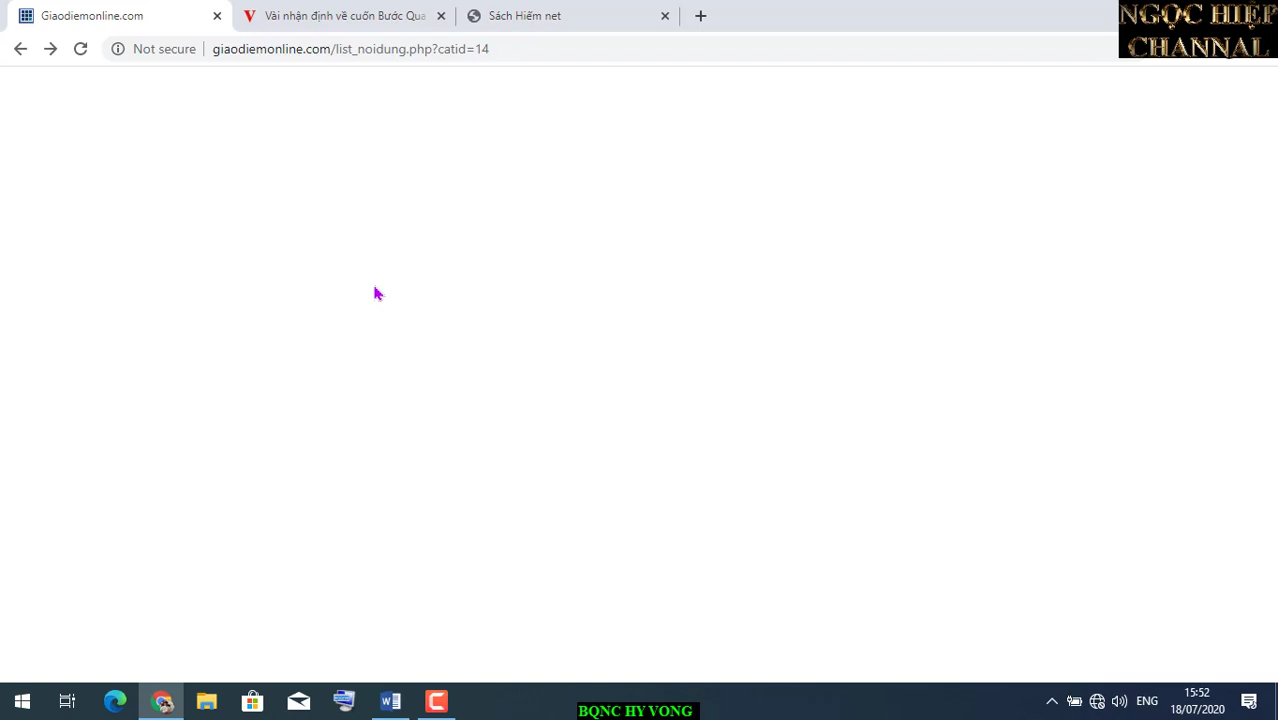 Giaodiemonline.com
Vài nhận định về cuốn Bước Qua
Sách Hiếm net
NGỌC HIỆP
CHANNAL
Not secure
giaodiemonline.com/list_noidung.php?catid=14
ENG
15:52
18/07/2020
BQNC HY VONG